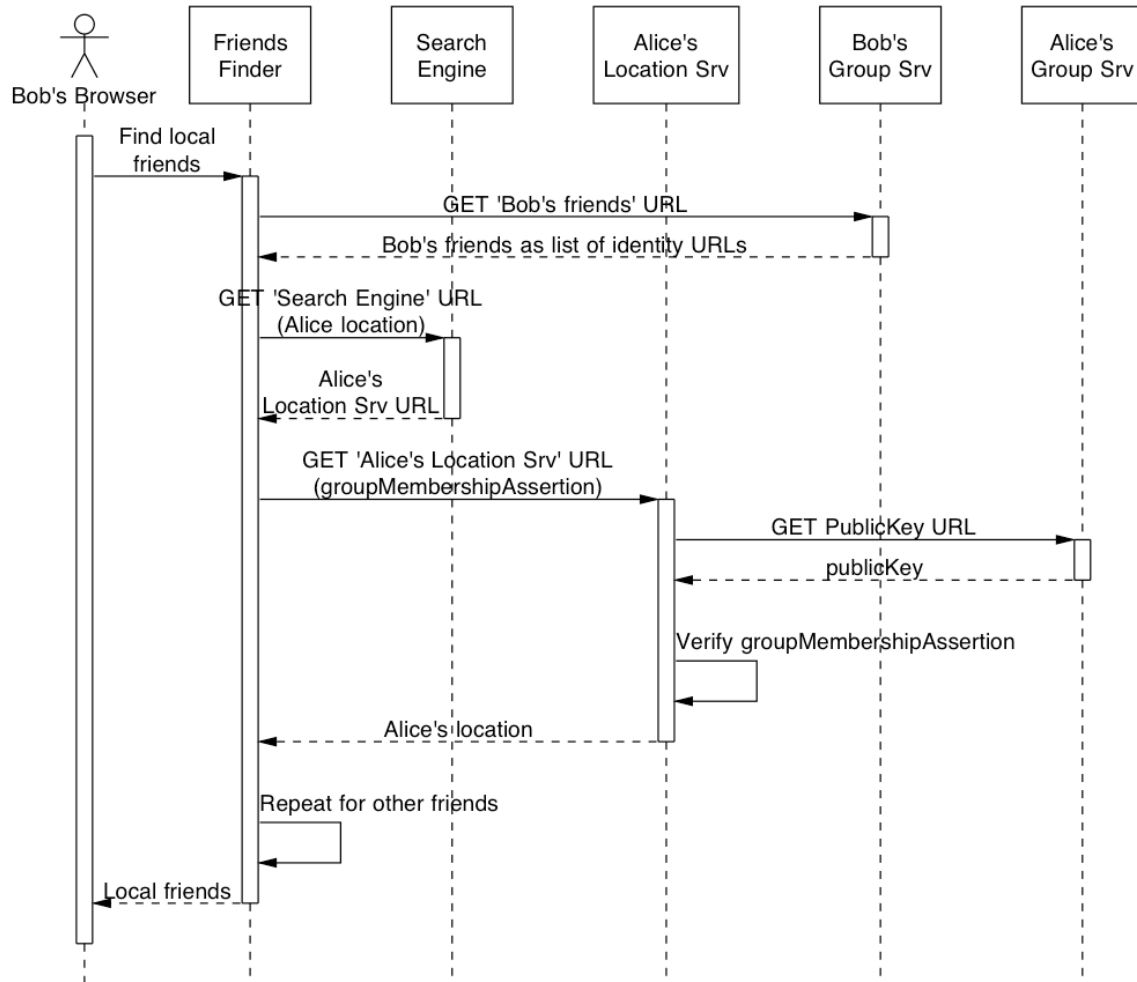 Bob's Browser
Friends
Finder
Search
Engine
Alice's
Location Srv
Bob's
Group Srv
Alice's
Group Srv
Find local
friends
GET 'Bob's friends' URL
Bob's friends as list of identity URLs
GET 'Search Engine' URL
(Alice location)
Alice's
Location Srv URL
GET 'Alice's Location Srv' URL
(groupMembershipAssertion)
GET PublicKey URL
publicKey
Verify groupMembershipAssertion
Alice's location
Repeat for other friends
Local friends